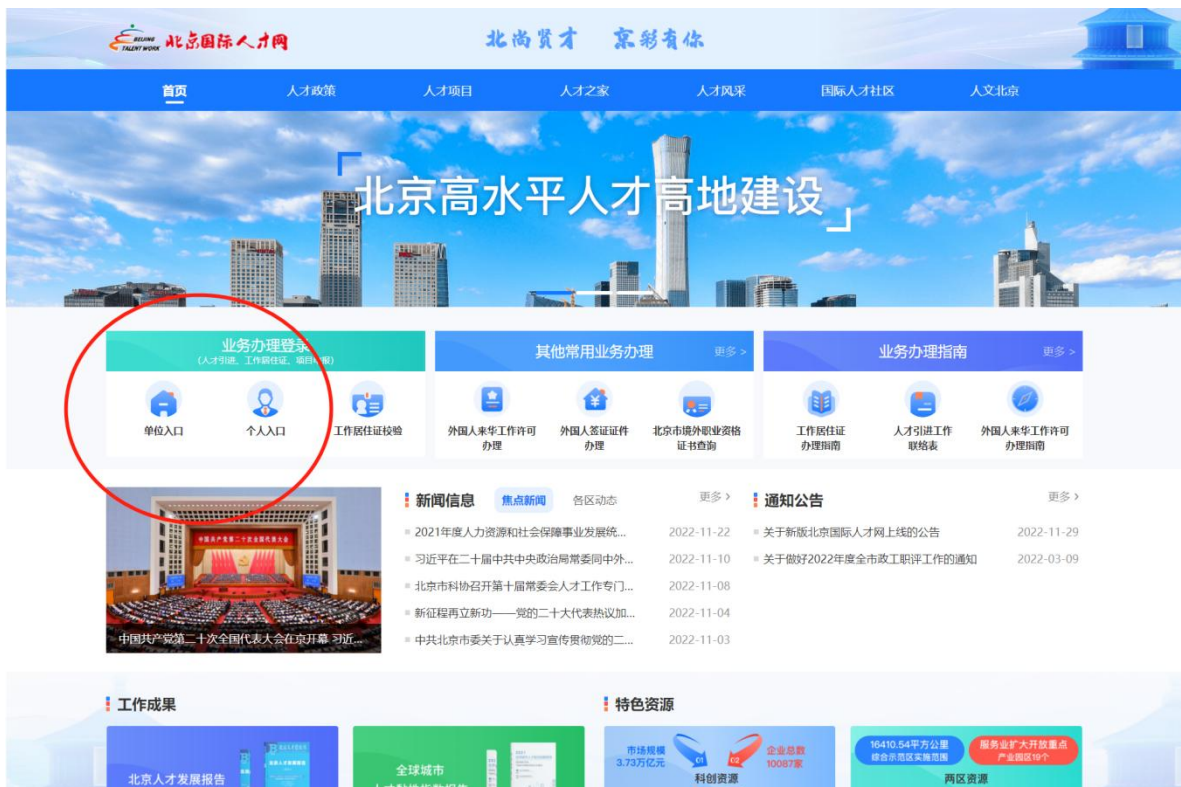 BEIJING
TALENT WORK
北京国际人才网
北尚贤才 京彩有你
首页 人才政策 人才项目 人才之家 人才风采 国际人才社区 人文北京
北京高水平人才高地建设
业务办理登录
(人才引进、工作居住证、项目申报)
单位入口
个人入口
工作居住证校验
其他常用业务办理 更多 >
外国人来华工作许可
办理
外国人签证证件
办理
北京市境外职业资格
证书查询
业务办理指南 更多 >
工作居住证
办理指南
人才引进工作
联络表
外国人来华工作许可
办理指南
中国共产党第二十次全国代表大会
中国共产党第二十次全国代表大会在京开幕 习近...
新闻信息 焦点新闻 各区动态 更多 >
2021年度人力资源和社会保障事业发展统... 2022-11-22
习近平在二十届中共中央政治局常委同中外... 2022-11-10
北京市科协召开第十届常委会人才工作专门... 2022-11-08
新征程再立新功——党的二十大代表热议加... 2022-11-04
中共北京市委关于认真学习宣传贯彻党的二... 2022-11-03
通知公告 更多 >
关于新版北京国际人才网上线的公告 2022-11-29
关于做好2022年度全市政工职评工作的通知 2022-03-09
工作成果
北京人才发展报告
全球城市
特色资源
市场规模
3.73万亿元
01
02
企业总数
10087家
科创资源
16410.54平方公里
综合示范区实施范围
服务业扩大开放重点
产业园区19个
两区资源